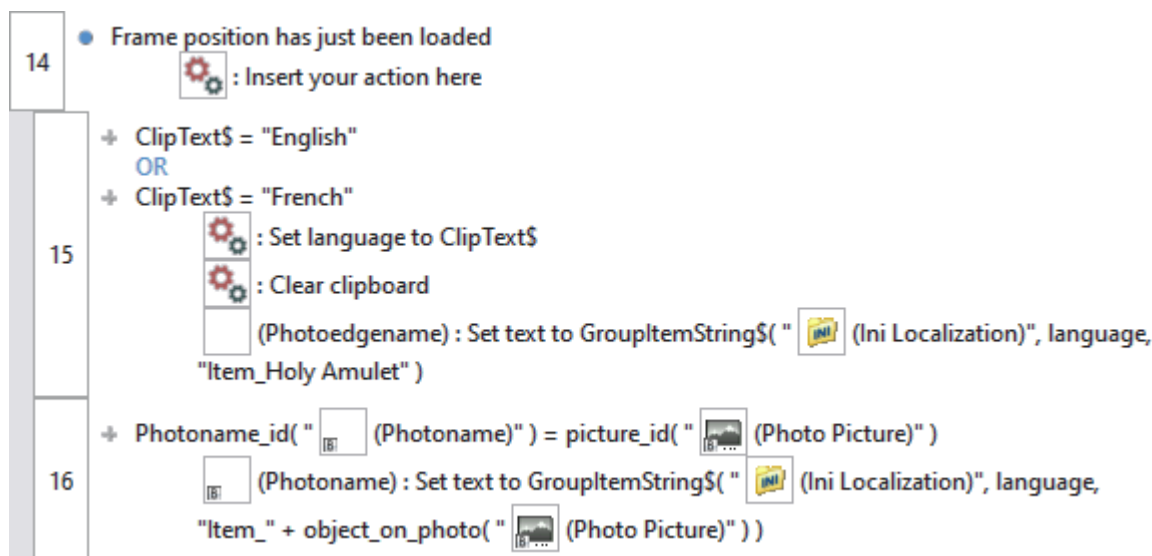 14
Frame position has just been loaded
: Insert your action here
15
ClipText$ = "English"
OR
ClipText$ = "French"
: Set language to ClipText$
: Clear clipboard
(Photoedgename) : Set text to GroupItemString$( " INI (Ini Localization)", language,
"Item_Holy Amulet" )
16
Photoname_id( " B (Photoname)" ) = picture_id( " B (Photo Picture)" )
B (Photoname) : Set text to GroupItemString$( " INI (Ini Localization)", language,
"Item_" + object_on_photo( " B (Photo Picture)" ) )